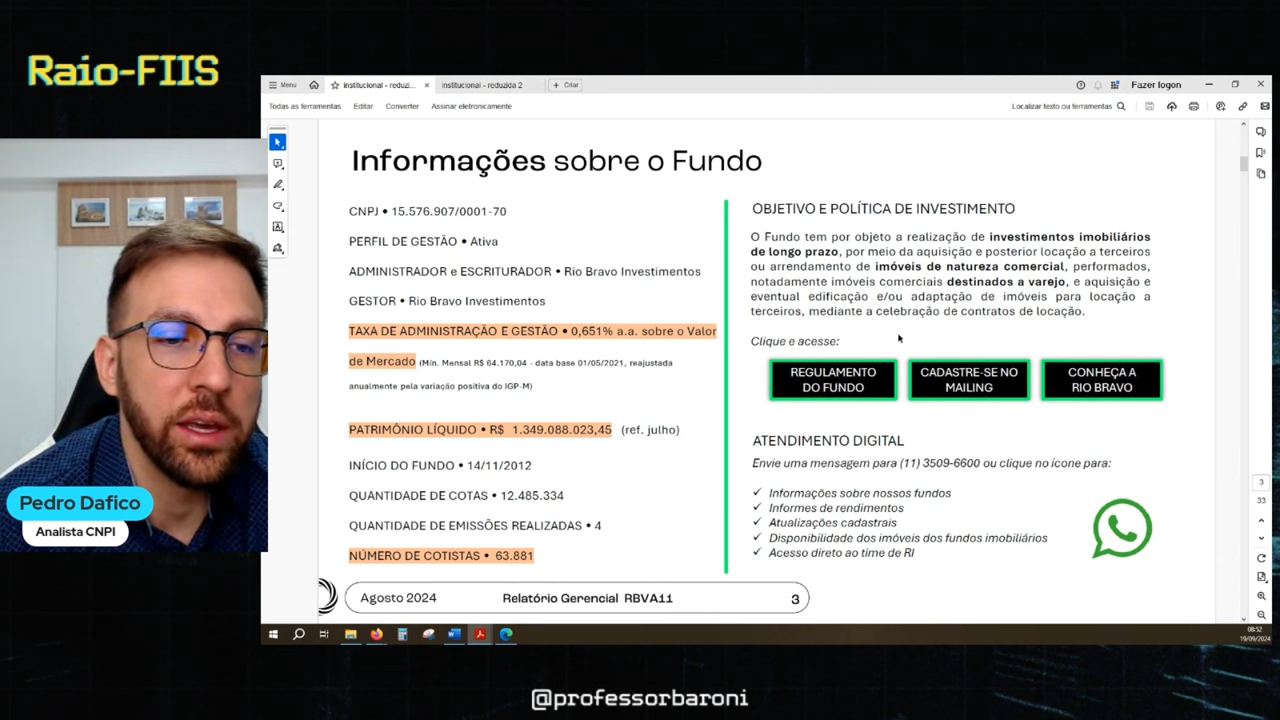 Raio-FIIS
Menu
institucional - reduzi...
institucional - reduzida 2
Criar
Fazer logon
Todas as ferramentas
Editar
Converter
Assinar eletronicamente
Localizar texto ou ferramentas
Informações sobre o Fundo
CNPJ • 15.576.907/0001-70
PERFIL DE GESTÃO • Ativa
ADMINISTRADOR e ESCRITURADOR • Rio Bravo Investimentos
GESTOR • Rio Bravo Investimentos
TAXA DE ADMINISTRAÇÃO E GESTÃO • 0,651% a.a. sobre o Valor
de Mercado (Mín. Mensal R$ 64.170,04 - data base 01/05/2021, reajustada
anualmente pela variação positiva do IGP-M)
PATRIMÔNIO LÍQUIDO • R$ 1.349.088.023,45 (ref. julho)
INÍCIO DO FUNDO • 14/11/2012
QUANTIDADE DE COTAS • 12.485.334
QUANTIDADE DE EMISSÕES REALIZADAS • 4
NÚMERO DE COTISTAS • 63.881
OBJETIVO E POLÍTICA DE INVESTIMENTO
O Fundo tem por objeto a realização de investimentos imobiliários
de longo prazo, por meio da aquisição e posterior locação a terceiros
ou arrendamento de imóveis de natureza comercial, performados,
notadamente imóveis comerciais destinados a varejo, e aquisição e
eventual edificação e/ou adaptação de imóveis para locação a
terceiros, mediante a celebração de contratos de locação.
Clique e acesse:
REGULAMENTO
DO FUNDO
CADASTRE-SE NO
MAILING
CONHEÇA A
RIO BRAVO
ATENDIMENTO DIGITAL
Envie uma mensagem para (11) 3509-6600 ou clique no ícone para:
✓ Informações sobre nossos fundos
✓ Informes de rendimentos
✓ Atualizações cadastrais
✓ Disponibilidade dos imóveis dos fundos imobiliários
✓ Acesso direto ao time de RI
Agosto 2024
Relatório Gerencial RBVA11
3
3
33
08:52
19/09/2024
Pedro Dafico
Analista CNPI
@professorbaroni